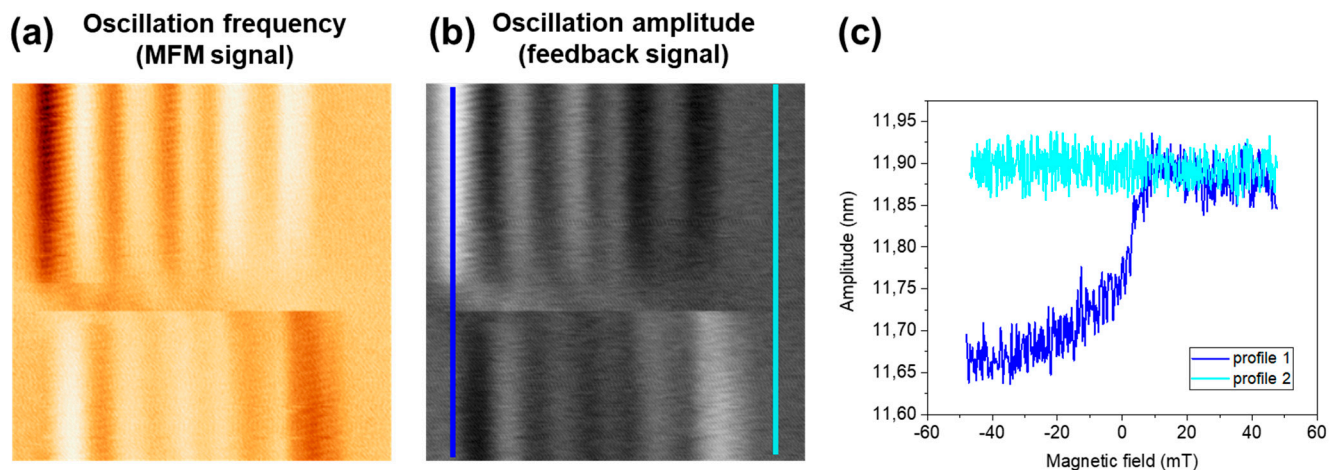 (a)
Oscillation frequency
(MFM signal)
(b)
Oscillation amplitude
(feedback signal)
(c)
Amplitude (nm)
11,95
11,90
11,85
11,80
11,75
11,70
11,65
11,60
profile 1
profile 2
-60 -40 -20 0 20 40 60
Magnetic field (mT)